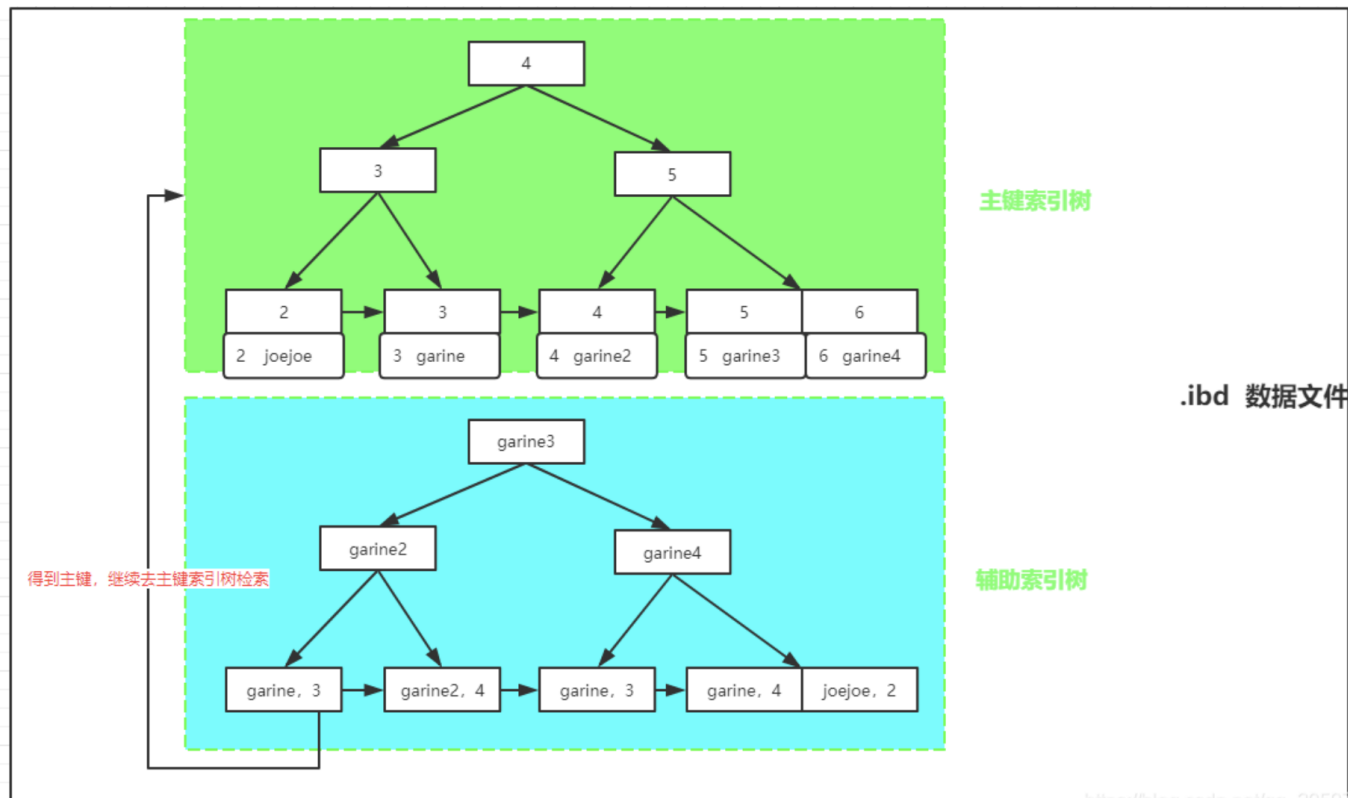 4
3
5
主键索引树
2
3
4
5
6
2 joejoe
3 garine
4 garine2
5 garine3
6 garine4
.ibd 数据文件
garine3
garine2
garine4
得到主键，继续去主键索引树检索
辅助索引树
garine，3
garine2，4
garine，3
garine，4
joejoe，2